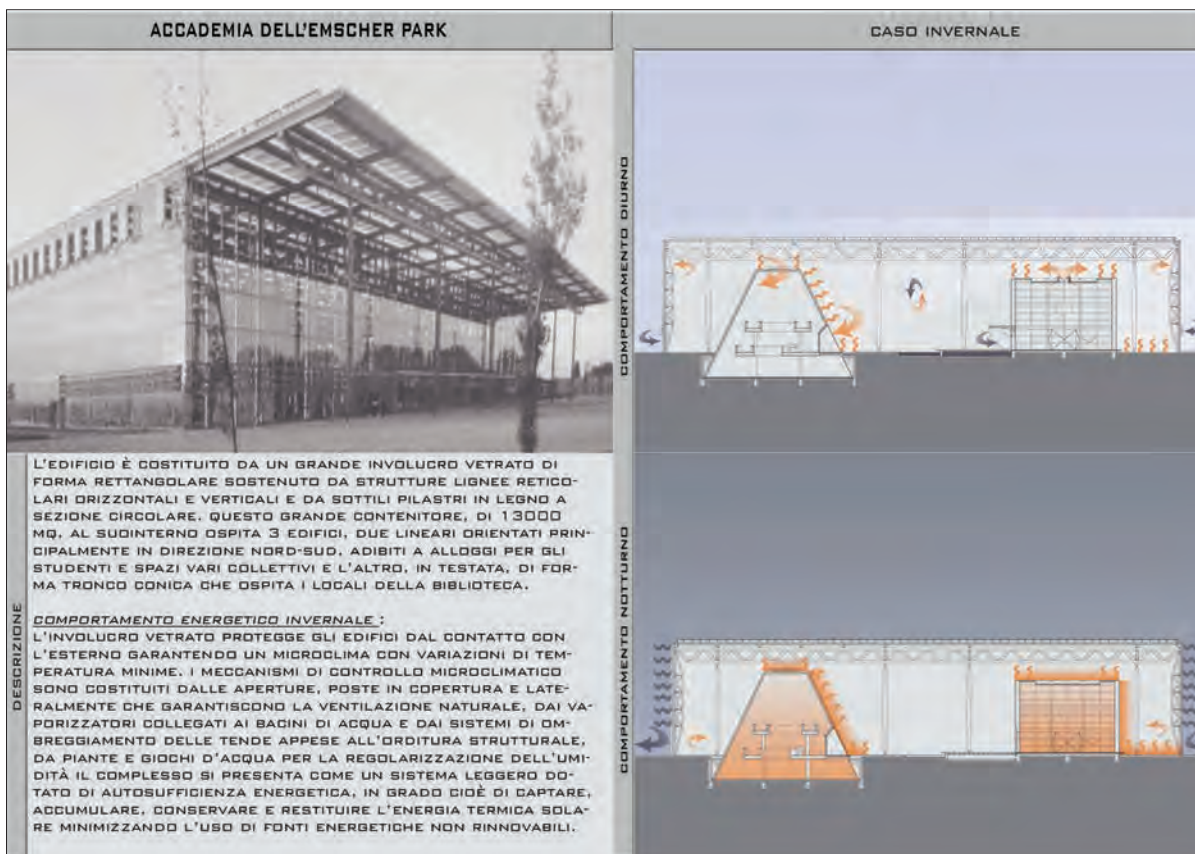 ACCADEMIA DELL'EMSCHER PARK
CASO INVERNALE
COMPORTAMENTO DIURNO
COMPORTAMENTO NOTTURNO
DESCRIZIONE
L'EDIFICIO È COSTITUITO DA UN GRANDE INVOLUCRO VETRATO DI
FORMA RETTANGOLARE SOSTENUTO DA STRUTTURE LIGNEE RETICO-
LARI ORIZZONTALI E VERTICALI E DA SOTTILI PILASTRI IN LEGNO A
SEZIONE CIRCOLARE. QUESTO GRANDE CONTENITORE, DI 13000
MQ, AL SUOINTERNO OSPITA 3 EDIFICI, DUE LINEARI ORIENTATI PRIN-
CIPALMENTE IN DIREZIONE NORD-SUD, ADIBITI A ALLOGGI PER GLI
STUDENTI E SPAZI VARI COLLETTIVI E L'ALTRO, IN TESTATA, DI FOR-
MA TRONCO CONICA CHE OSPITA I LOCALI DELLA BIBLIOTECA.
COMPORTAMENTO ENERGETICO INVERNALE :
L'INVOLUCRO VETRATO PROTEGGE GLI EDIFICI DAL CONTATTO CON
L'ESTERNO GARANTENDO UN MICROCLIMA CON VARIAZIONI DI TEM-
PERATURA MINIME. I MECCANISMI DI CONTROLLO MICROCLIMATICO
SONO COSTITUITI DALLE APERTURE, POSTE IN COPERTURA E LATE-
RALMENTE CHE GARANTISCONO LA VENTILAZIONE NATURALE, DAI VA-
PORIZZATORI COLLEGATI AI BACINI DI ACQUA E DAI SISTEMI DI OM-
BREGGIAMENTO DELLE TENDE APPESE ALL'ORDITURA STRUTTURALE,
DA PIANTE E GIOCHI D'ACQUA PER LA REGOLARIZZAZIONE DELL'UMI-
DITÀ IL COMPLESSO SI PRESENTA COME UN SISTEMA LEGGERO DO-
TATO DI AUTOSUFFICIENZA ENERGETICA, IN GRADO CIOÈ DI CAPTARE,
ACCUMULARE, CONSERVARE E RESTITUIRE L'ENERGIA TERMICA SOLA-
RE MINIMIZZANDO L'USO DI FONTI ENERGETICHE NON RINNOVABILI.